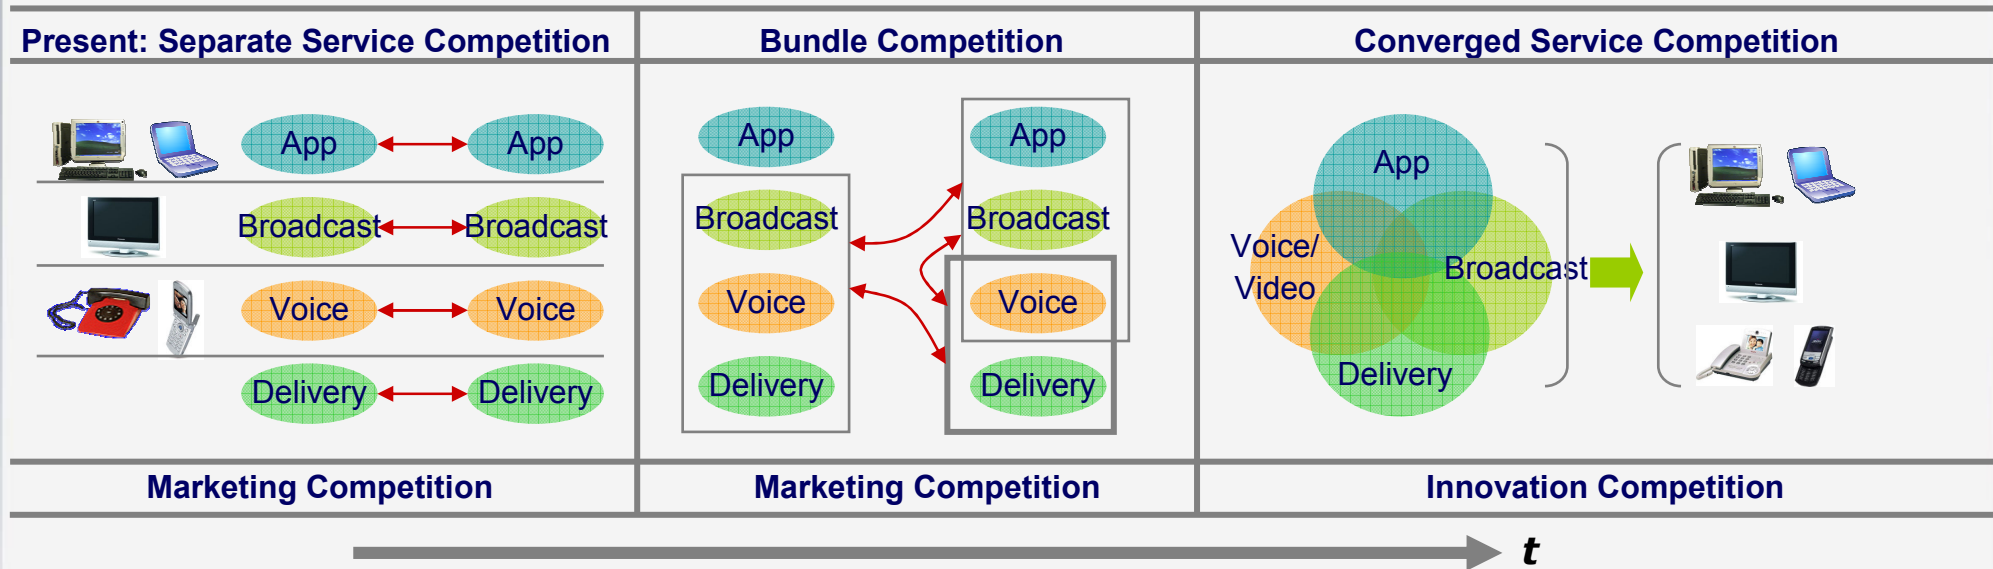 Present: Separate Service Competition
Bundle Competition
Converged Service Competition
App
App
Broadcast
Broadcast
Voice
Voice
Delivery
Delivery
App
App
Broadcast
Broadcast
Voice
Voice
Delivery
Delivery
App
Voice/
Video
Broadcast
Delivery
Marketing Competition
Marketing Competition
Innovation Competition
t